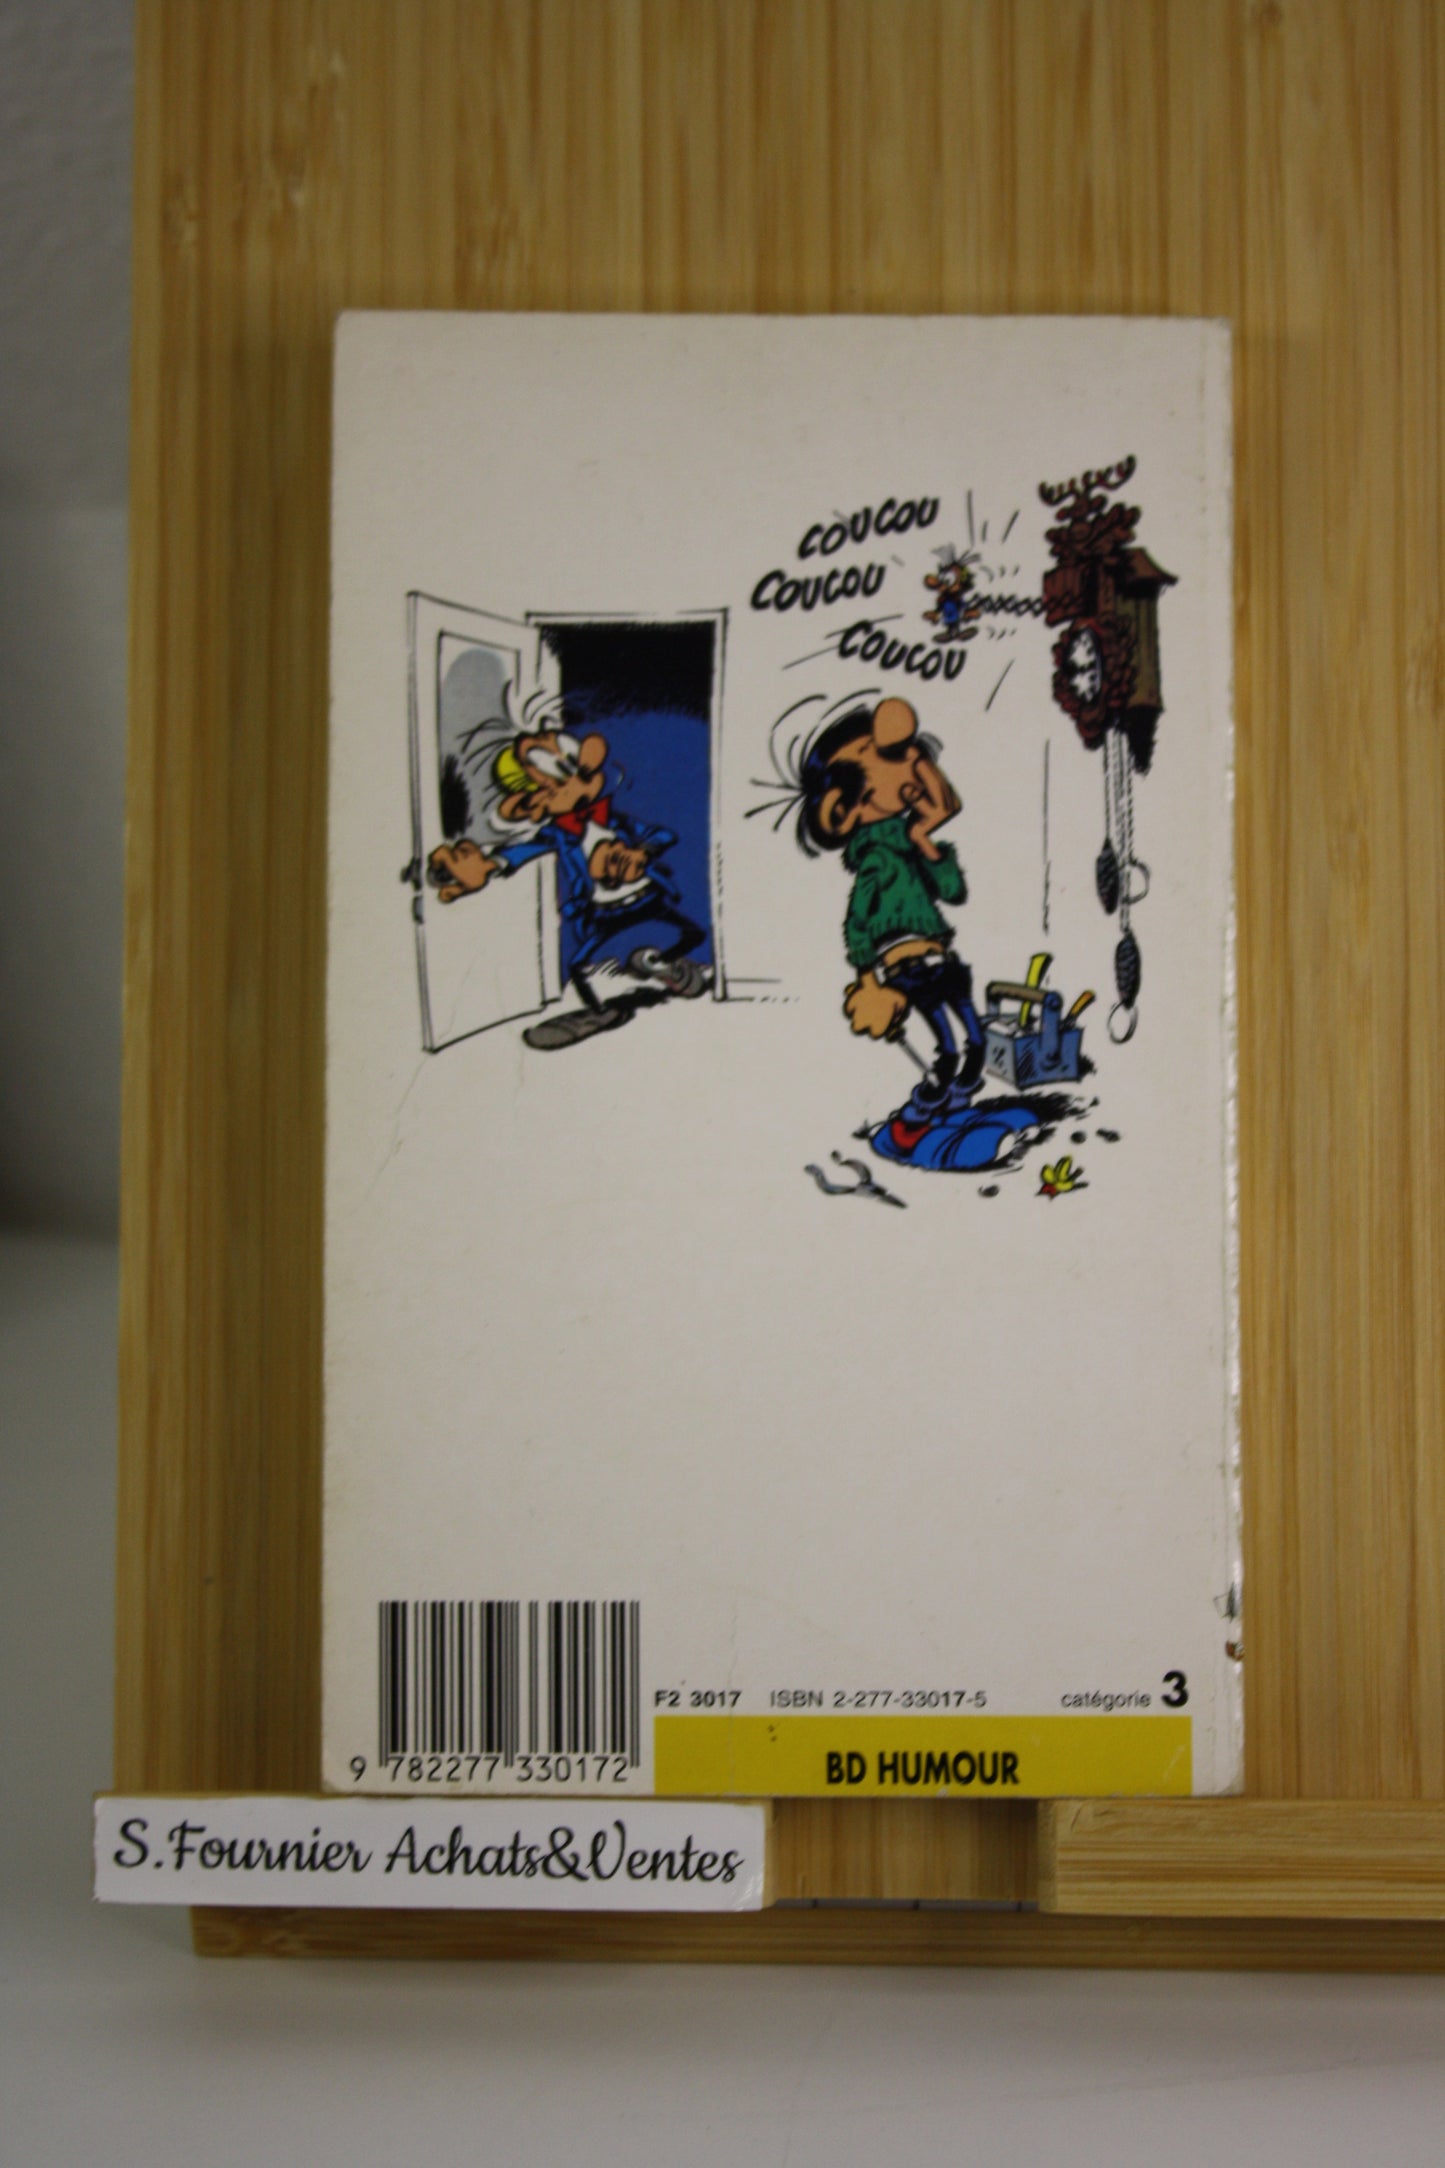 COUCOU
COUCOU
COUCOU
F2 3017 ISBN 2-277-33017-5 catégorie 3
9 782277 330172
BD HUMOUR
S.Fournier Achats&Ventes